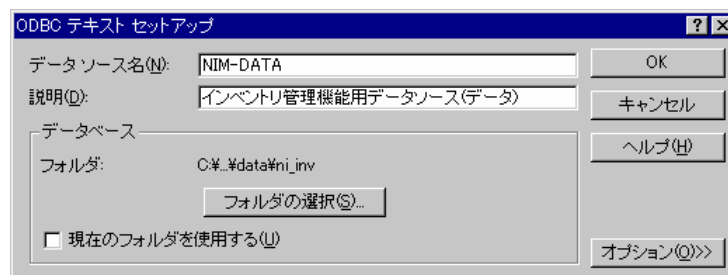 ODBC テキスト セットアップ
データ ソース名(N): NIM-DATA
OK
説明(D): インベントリ管理機能用データソース(データ)
キャンセル
データベース
ヘルプ(H)
フォルダ: C:¥...¥data¥ni_inv
フォルダの選択(S)...
現在のフォルダを使用する(U)
オプション(O)>>